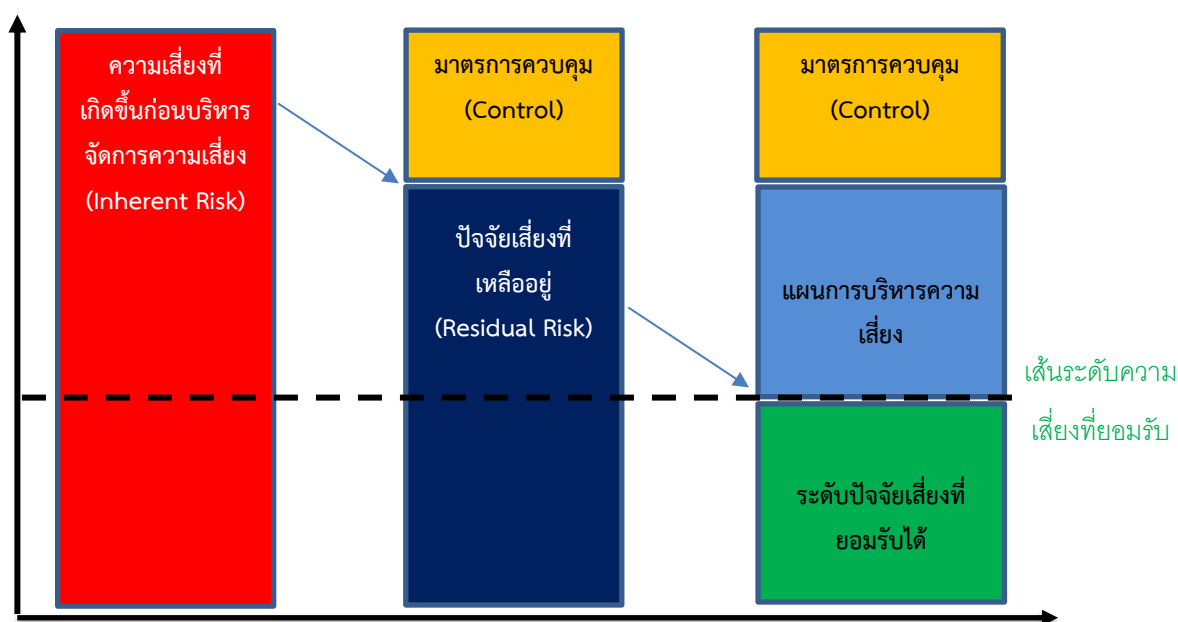 ความเสี่ยงที่
เกิดขึ้นก่อนบริหาร
จัดการความเสี่ยง
(Inherent Risk)
มาตรการควบคุม
(Control)
ปัจจัยเสี่ยงที่
เหลืออยู่
(Residual Risk)
มาตรการควบคุม
(Control)
แผนการบริหารความ
เสี่ยง
ระดับปัจจัยเสี่ยงที่
ยอมรับได้
เส้นระดับความ
เสี่ยงที่ยอมรับ